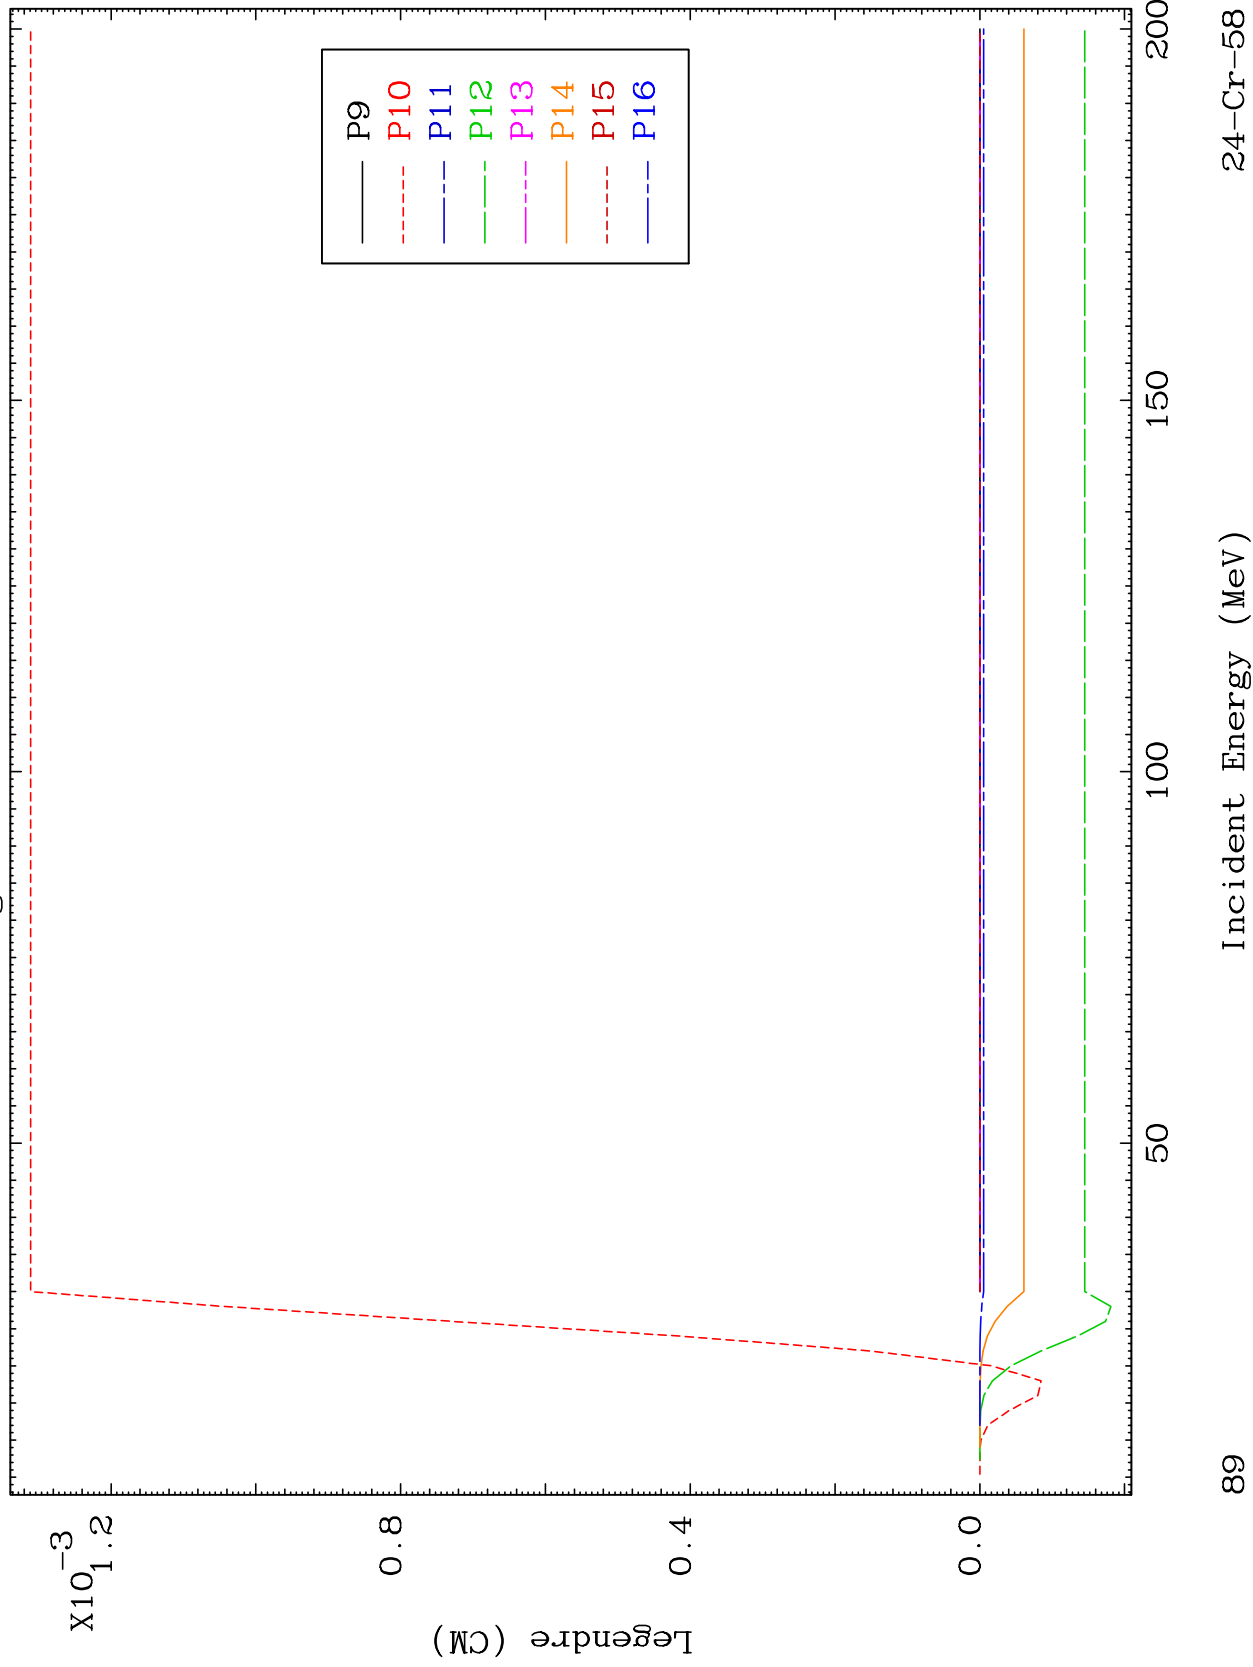 X10-3
1.2
0.8
0.4
0.0
Legendre (CM)
P9
P10
P11
P12
P13
P14
P15
P16
50
100
150
200
Incident Energy (MeV)
89
24-Cr-58